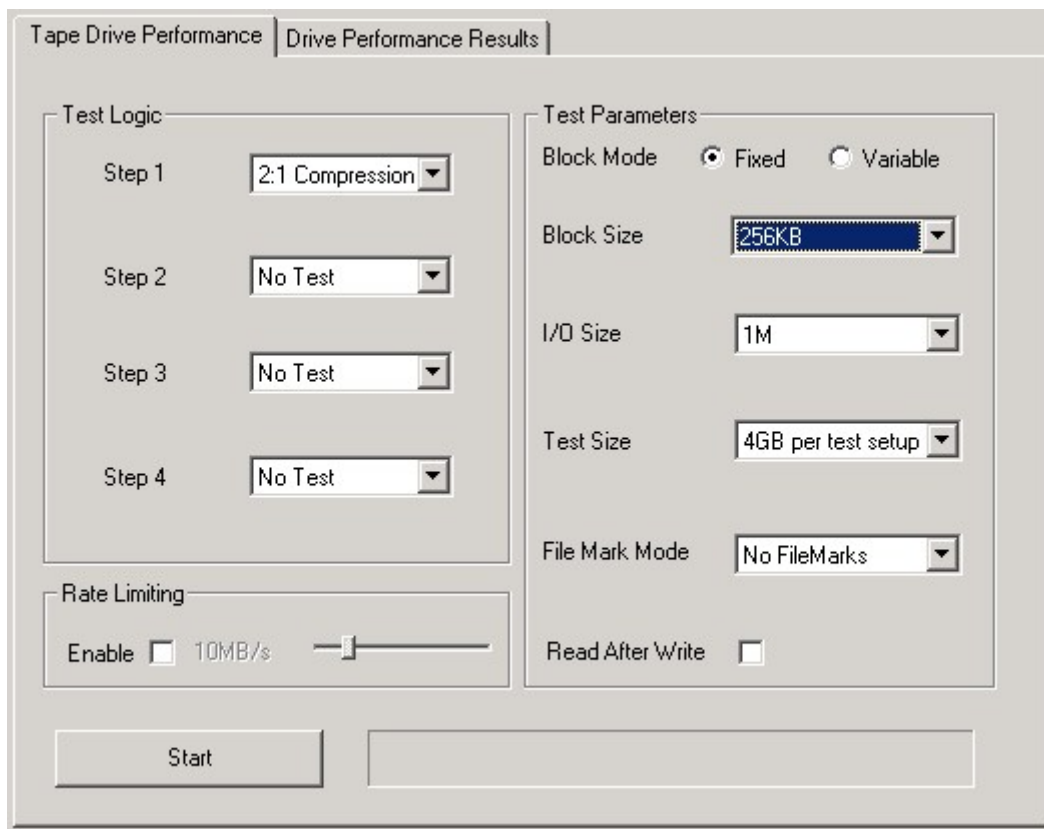 Tape Drive Performance
Drive Performance Results
Test Logic
Step 1
2:1 Compression
Step 2
No Test
Step 3
No Test
Step 4
No Test
Rate Limiting
Enable
10MB/s
Test Parameters
Block Mode
Fixed
Variable
Block Size
256KB
I/O Size
1M
Test Size
4GB per test setup
File Mark Mode
No FileMarks
Read After Write
Start